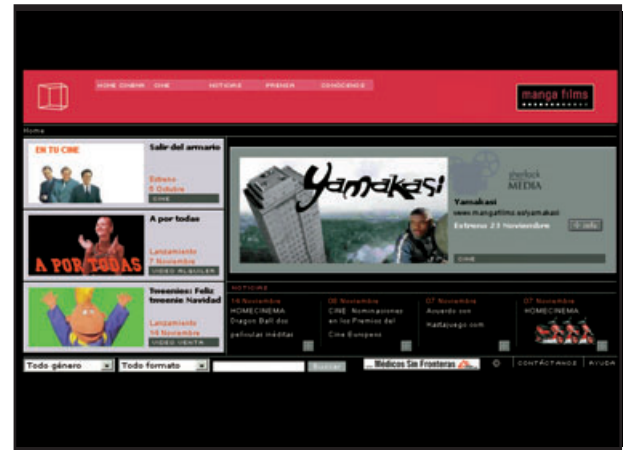 HOME CINEMA CINE NOTICIAS PRENSA CONOCENOS
manga films
Home
EN TU CINE
Salir del armario
Estreno
5 Octubre
CINE
A POR TODAS
A por todas
Lanzamiento
7 Noviembre
VIDEO ALQUILER
Tweenies: Feliz
tweenie Navidad
Lanzamiento
14 Noviembre
VIDEO VENTA
Yamakasi
sherlock
MEDIA
Yamakasi
www.mangafilms.es/yamakasi
Estreno 23 Noviembre
+ info
CINE
NOTICIAS
16 Noviembre
HOMECINEMA
Dragon Ball dos
películas inéditas
08 Noviembre
CINE Nominaciones
en los Premios del
Cine Europeo
07 Noviembre
Acuerdo con
Haztajuego.com
07 Noviembre
HOMECINEMA
Todo género
Todo formato
Buscar
... Médicos Sin Fronteras
CONTÁCTANOS
AYUDA